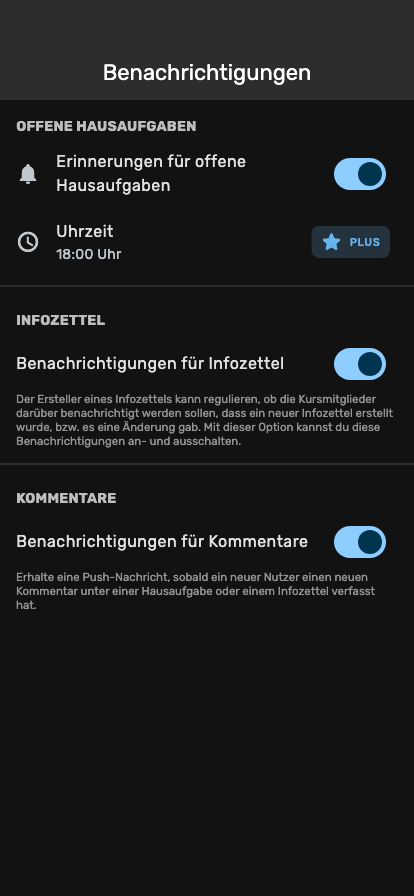 Benachrichtigungen
OFFENE HAUSAUFGABEN
Erinnerungen für offene
Hausaufgaben
Uhrzeit
18:00 Uhr
PLUS
INFOZETTEL
Benachrichtigungen für Infozettel
Der Ersteller eines Infozettels kann regulieren, ob die Kursmitglieder
darüber benachrichtigt werden sollen, dass ein neuer Infozettel erstellt
wurde, bzw. es eine Änderung gab. Mit dieser Option kannst du diese
Benachrichtigungen an- und ausschalten.
KOMMENTARE
Benachrichtigungen für Kommentare
Erhalte eine Push-Nachricht, sobald ein neuer Nutzer einen neuen
Kommentar unter einer Hausaufgabe oder einem Infozettel verfasst
hat.